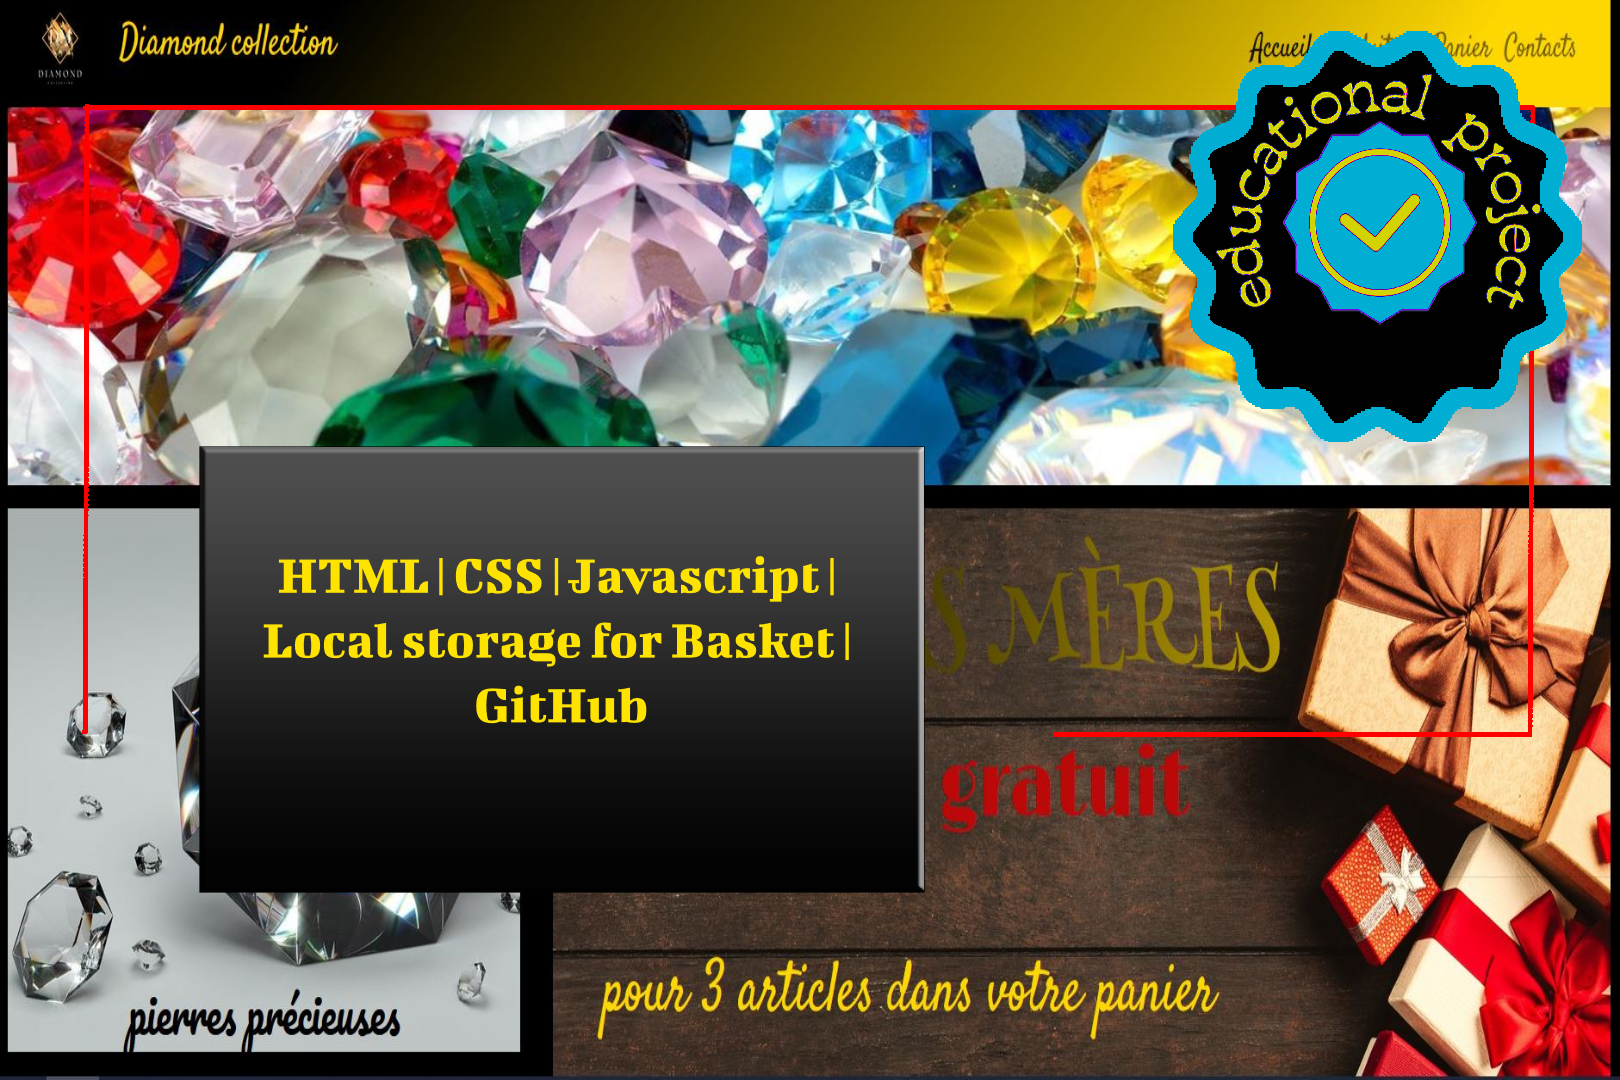 DIAMOND
Diamond collection
Accueil Panier Contacts
educational project
HTML|CSS|Javascript|
Local storage for Basket|
GitHub
MÈRES
gratuit
pour 3 articles dans votre panier
pierres précieuses